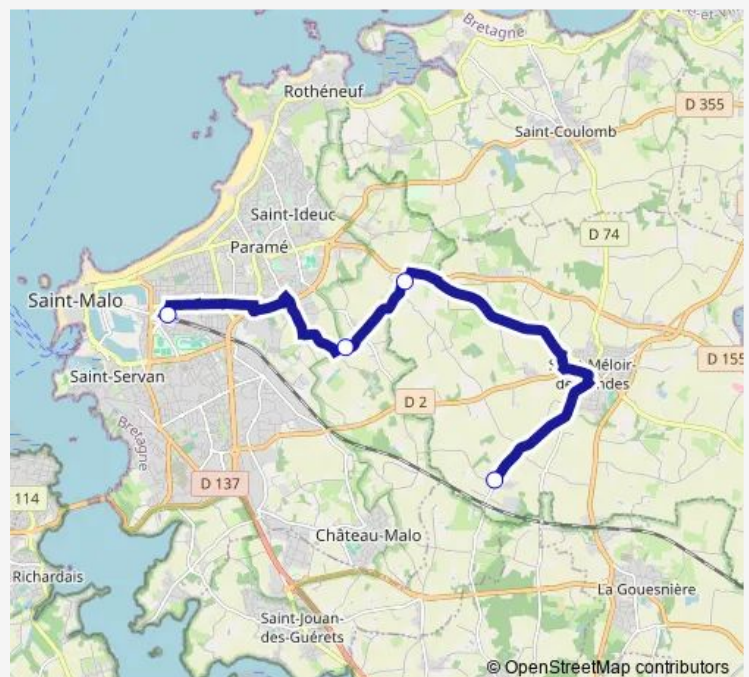 Bretagne
Rothéneuf
D 355
Saint-Coulomb
Saint-Ideuc
D 74
Paramé
Saint-Malo
D 155
Saint-Servan
Bretagne
D 2
D 137
114
Château-Malo
Richardais
La Gouesnière
Saint-Jouan-
des-Guérets
© OpenStreetMap contributors